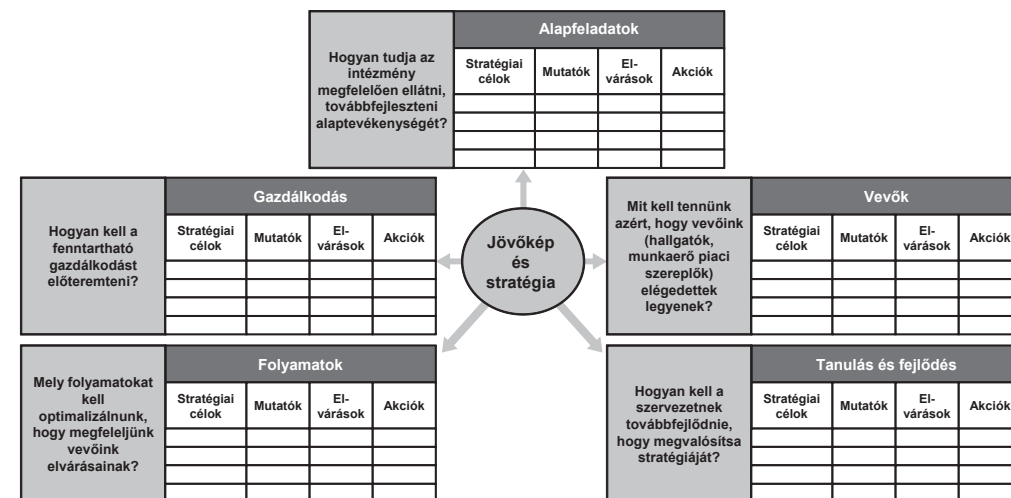 Hogyan tudja az
intézmény
megfelelően ellátni,
továbbfejleszteni
alaptevékenységét?
Alapfeladatok
Stratégiai
célok
Mutatók
El-
várások
Akciók
Hogyan kell a
fenntartható
gazdálkodást
előteremteni?
Gazdálkodás
Stratégiai
célok
Mutatók
El-
várások
Akciók
Jövőkép
és
stratégia
Mit kell tennünk
azért, hogy vevőink
(hallgatók,
munkaerő piaci
szereplők)
elégedettek
legyenek?
Vevők
Stratégiai
célok
Mutatók
El-
várások
Akciók
Mely folyamatokat
kell
optimalizálnunk,
hogy megfeleljünk
vevőink
elvárásainak?
Folyamatok
Stratégiai
célok
Mutatók
El-
várások
Akciók
Hogyan kell a
szervezetnek
továbbfejlődnie,
hogy megvalósítsa
stratégiáját?
Tanulás és fejlődés
Stratégiai
célok
Mutatók
El-
várások
Akciók